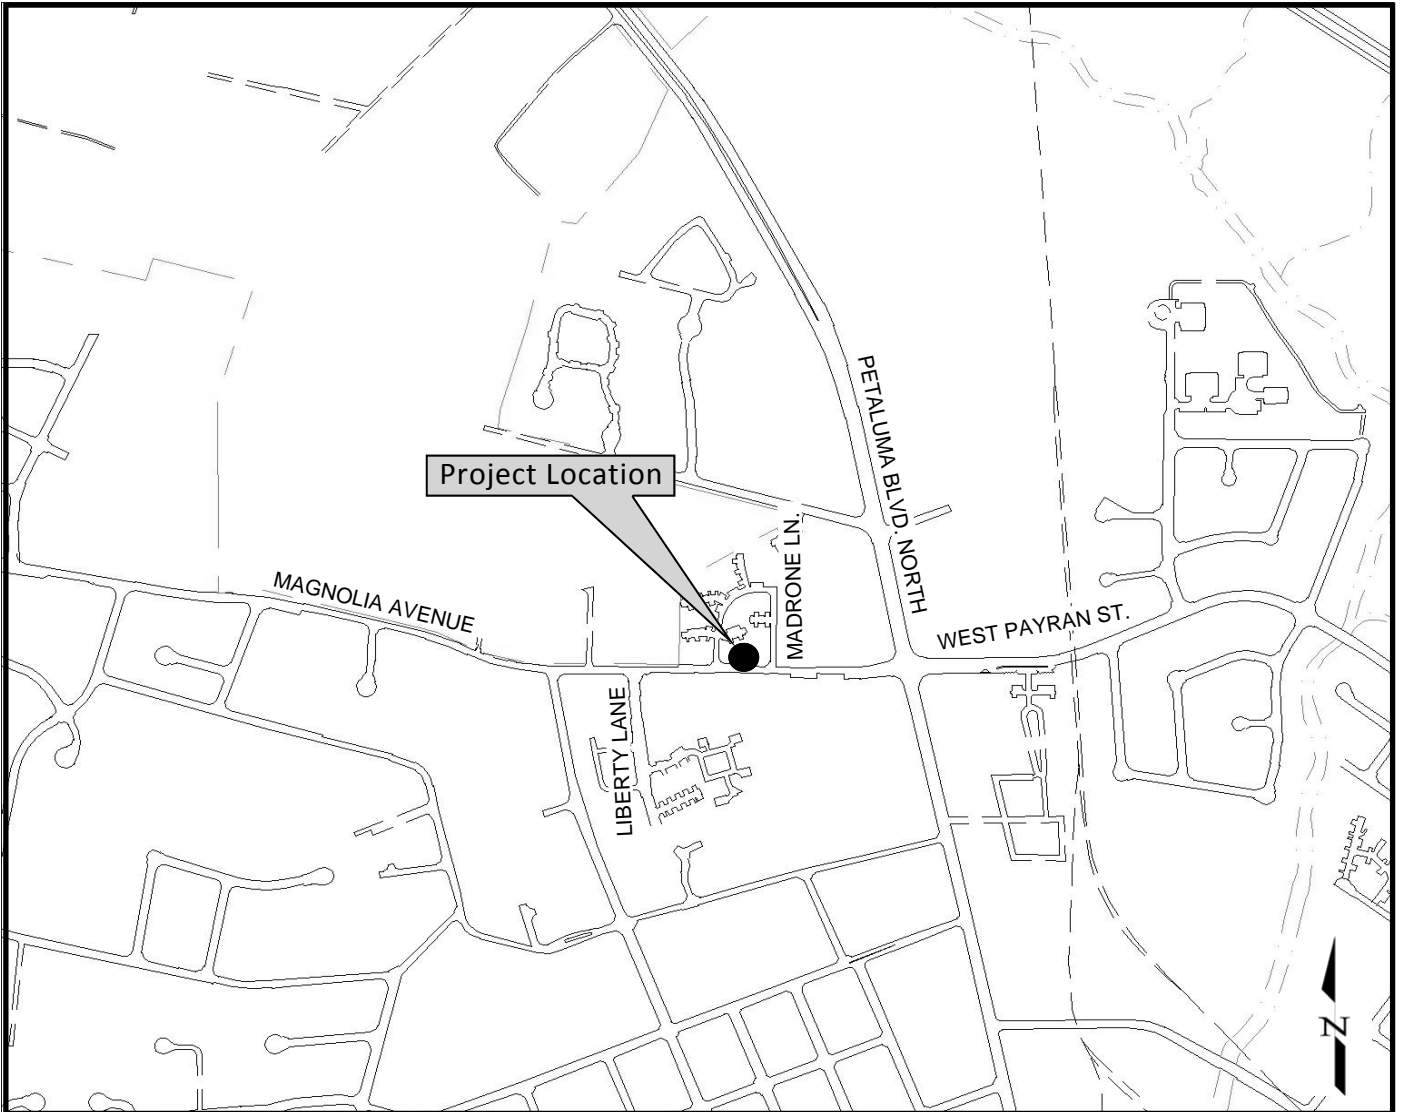 PETALUMA BLVD. NORTH
Project Location
MADRONE LN.
MAGNOLIA AVENUE
WEST PAYRAN ST.
LIBERTY LANE
N